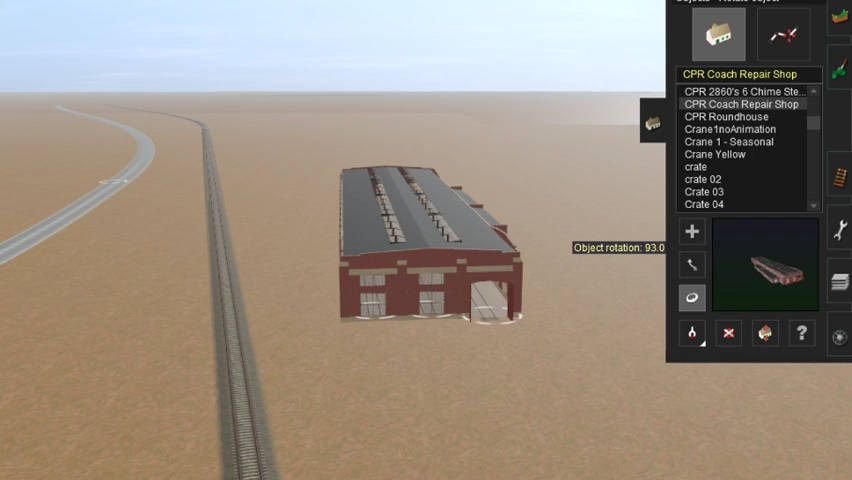 CPR Coach Repair Shop
CPR 2860's 6 Chime Ste...
CPR Coach Repair Shop
CPR Roundhouse
Crane1noAnimation
Crane 1 - Seasonal
Crane Yellow
crate
crate 02
Crate 03
Crate 04
Object rotation: 93.0
?